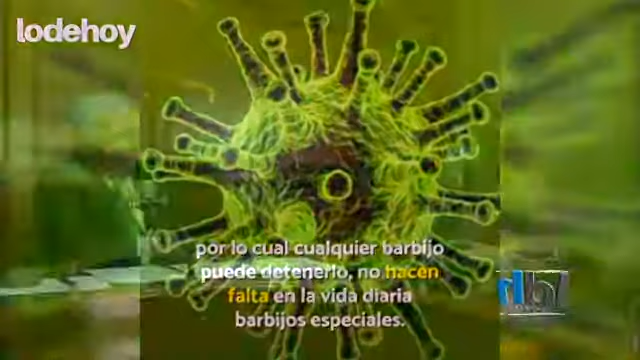 lodehoy
por lo cual cualquier barbijo
puede detenerlo, no hacen
falta en la vida diaria
barbijos especiales.